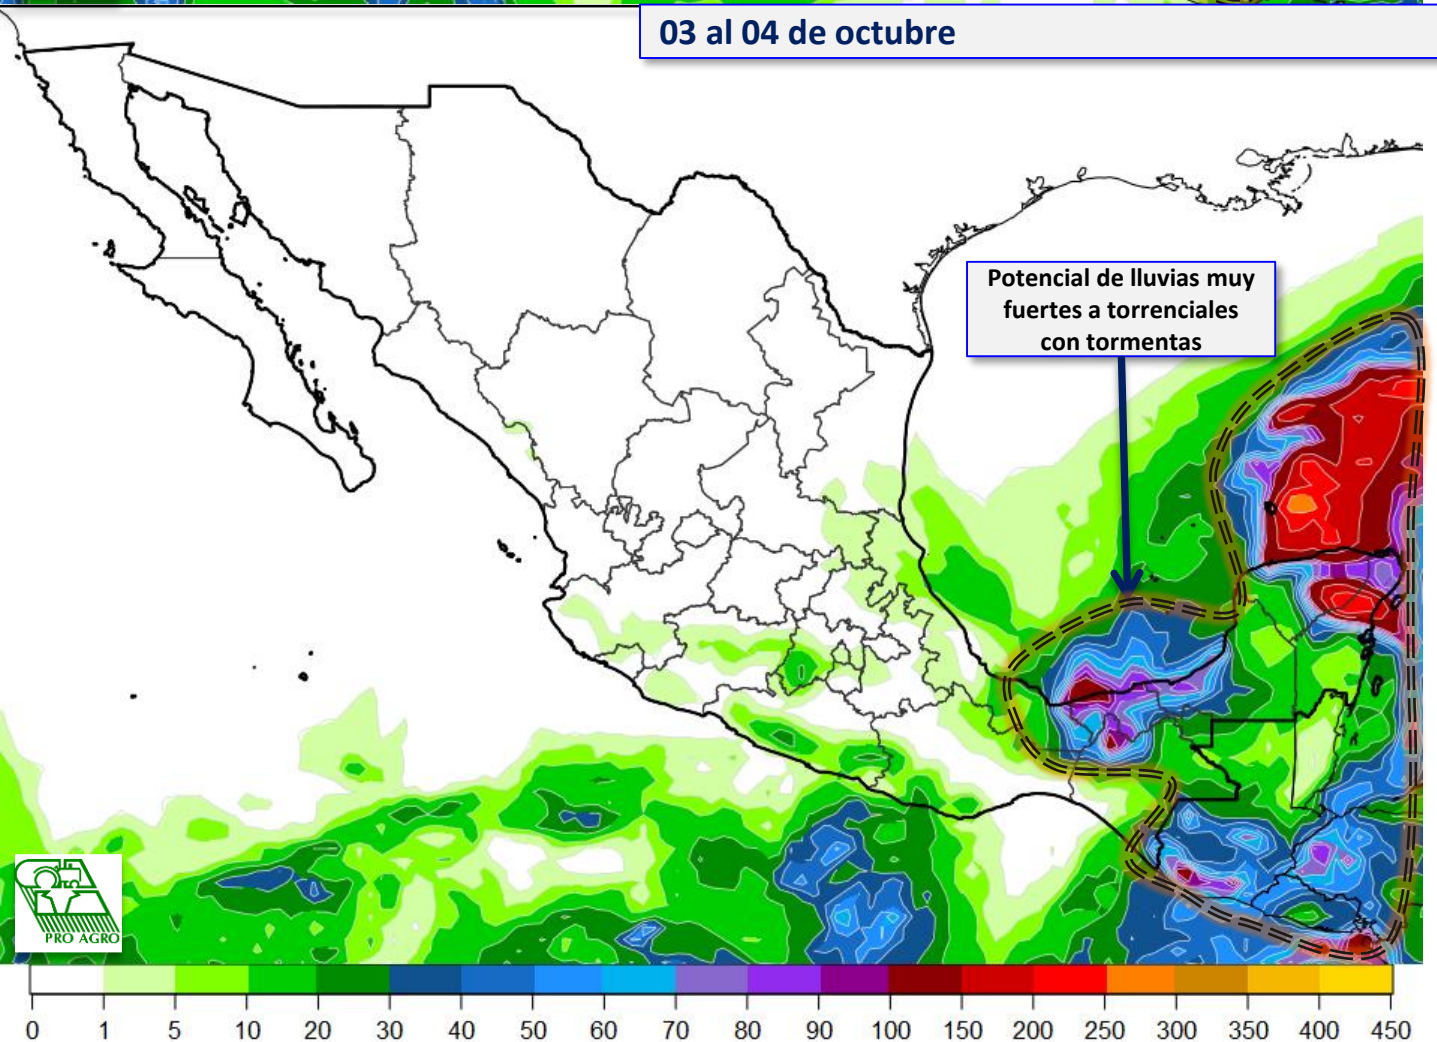 03 al 04 de octubre
Potencial de lluvias muy
fuertes a torrenciales
con tormentas
PRO AGRO
0 1 5 10 20 30 40 50 60 70 80 90 100 150 200 250 300 350 400 450